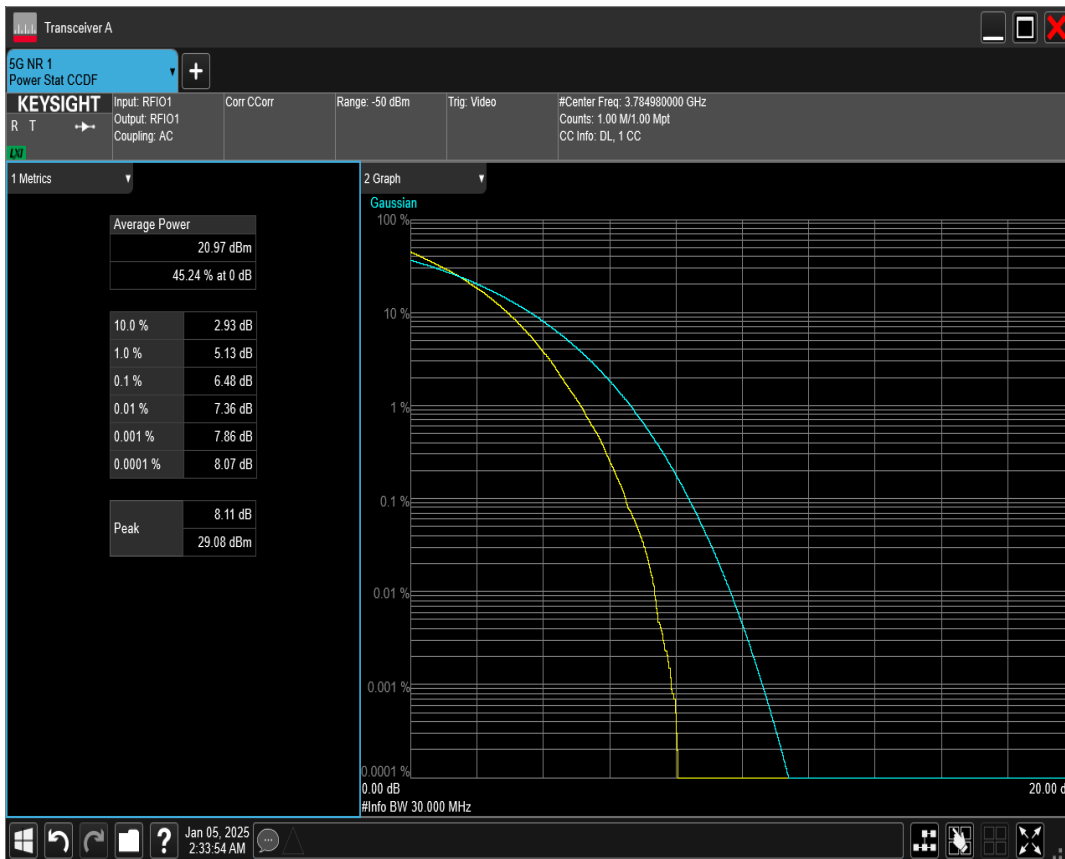 Transceiver A
5G NR 1
Power Stat CCDF
+
KEYSIGHT
R T
LXI
Input: RFIO1
Output: RFIO1
Coupling: AC
Corr CCorr
Range: -50 dBm
Trig: Video
#Center Freq: 3.784980000 GHz
Counts: 1.00 M/1.00 Mpt
CC Info: DL, 1 CC
1 Metrics
Average Power
20.97 dBm
45.24 % at 0 dB
10.0 % 2.93 dB
1.0 % 5.13 dB
0.1 % 6.48 dB
0.01 % 7.36 dB
0.001 % 7.86 dB
0.0001 % 8.07 dB
Peak
8.11 dB
29.08 dBm
2 Graph
Gaussian
100 %
10 %
1 %
0.1 %
0.01 %
0.001 %
0.0001 %
0.00 dB
20.00 d
#Info BW 30.000 MHz
?
Jan 05, 2025
2:33:54 AM